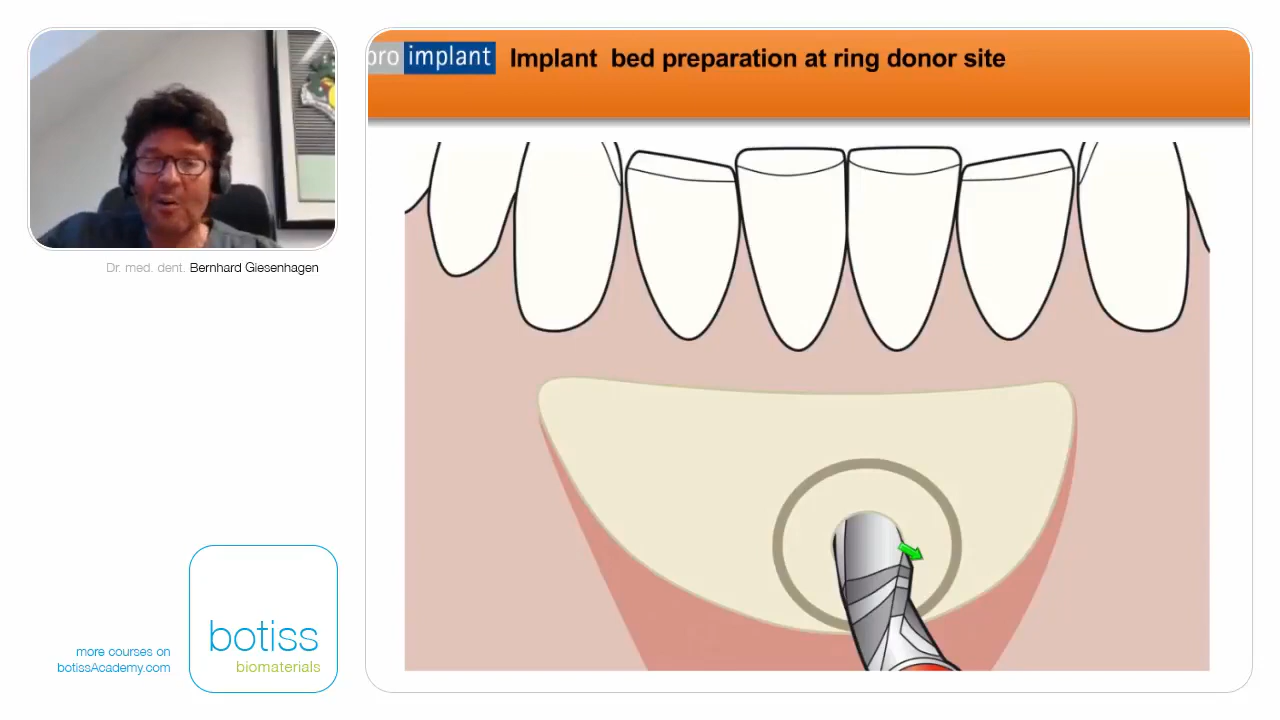 pro implant
Implant bed preparation at ring donor site
Dr. med. dent. Bernhard Giesenhagen
botiss
biomaterials
more courses on
botissAcademy.com